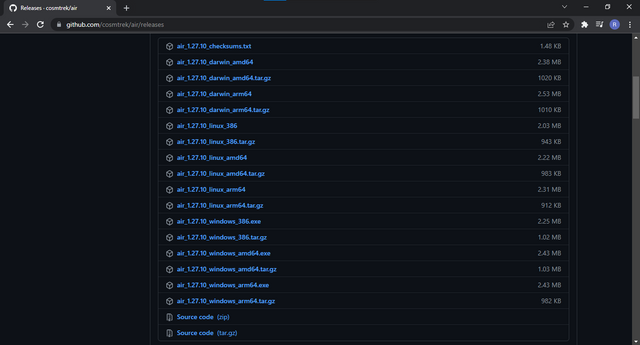 Releases · cosmtrek/air
github.com/cosmtrek/air/releases
R
air_1.27.10_checksums.txt 1.48 KB
air_1.27.10_darwin_amd64 2.38 MB
air_1.27.10_darwin_amd64.tar.gz 1020 KB
air_1.27.10_darwin_arm64 2.53 MB
air_1.27.10_darwin_arm64.tar.gz 1010 KB
air_1.27.10_linux_386 2.03 MB
air_1.27.10_linux_386.tar.gz 943 KB
air_1.27.10_linux_amd64 2.22 MB
air_1.27.10_linux_amd64.tar.gz 983 KB
air_1.27.10_linux_arm64 2.31 MB
air_1.27.10_linux_arm64.tar.gz 912 KB
air_1.27.10_windows_386.exe 2.25 MB
air_1.27.10_windows_386.tar.gz 1.02 MB
air_1.27.10_windows_amd64.exe 2.43 MB
air_1.27.10_windows_amd64.tar.gz 1.03 MB
air_1.27.10_windows_arm64.exe 2.43 MB
air_1.27.10_windows_arm64.tar.gz 982 KB
Source code (zip)
Source code (tar.gz)